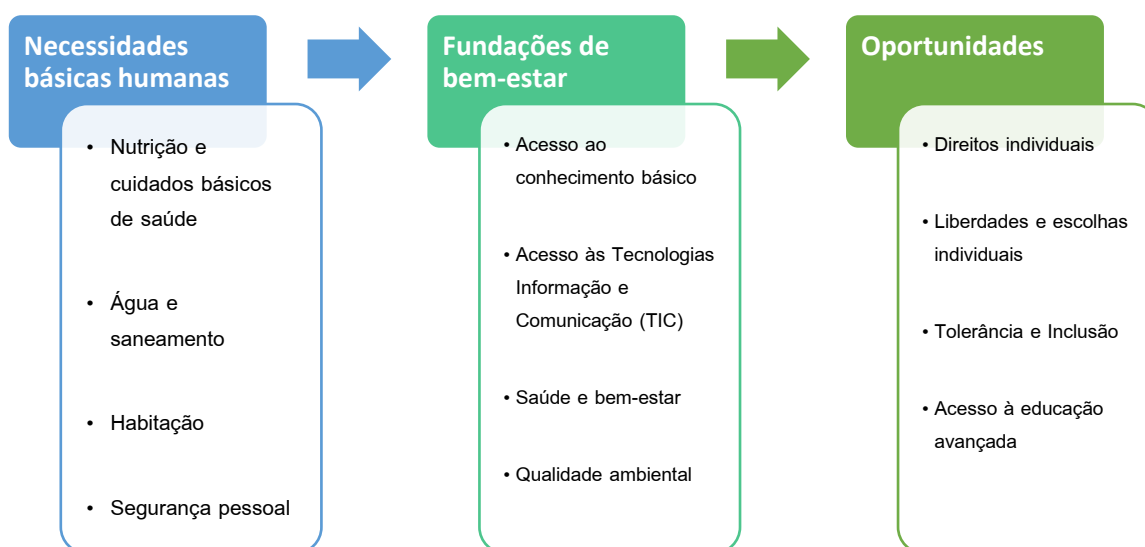 Necessidades
básicas humanas
• Nutrição e
cuidados básicos
de saúde
• Água e
saneamento
• Habitação
• Segurança pessoal
Fundações de
bem-estar
• Acesso ao
conhecimento básico
• Acesso às Tecnologias
Informação e
Comunicação (TIC)
• Saúde e bem-estar
• Qualidade ambiental
Oportunidades
• Direitos individuais
• Liberdades e escolhas
individuais
• Tolerância e Inclusão
• Acesso à educação
avançada